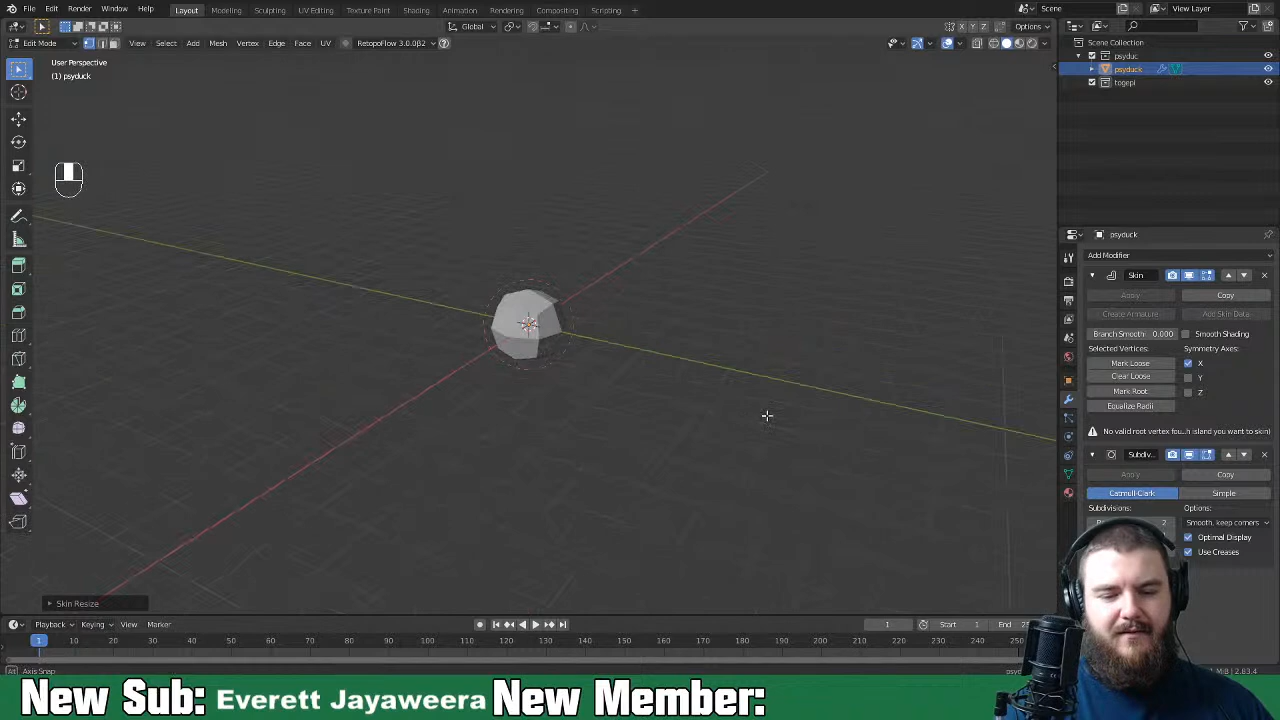 File Edit Render Window Help Layout Modeling Sculpting UV Editing Texture Paint Shading Animation Rendering Compositing Scripting + Scene View Layer
Global X Y Z Options
Edit Mode View Select Add Mesh Vertex Edge Face UV RetopoFlow 3.0.0β2
Scene Collection
psyduc
psyduck
togepi
User Perspective
(1) psyduck
psyduck
Add Modifier
Skin
Apply Copy
Create Armature Add Skin Data
Branch Smoothi 0.000 Smooth Shading
Selected Vertices: Symmetry Axes:
Mark Loose X
Clear Loose Y
Mark Root Z
Equalize Radii
No valid root vertex fou..h island you want to skin)
Subdiv..
Apply Copy
Catmull-Clark Simple
Subdivisions: Options:
2 Smooth, keep corners
Optimal Display
Use Creases
Skin Resize
Playback Keying View Marker 1 Start 1 End
1 10 20 30 40 50 60 70 80 90 100 110 120 130 140 150 160 170 180 190 200 210 220 230 240
Axis Snap
New Sub: Everett Jayaweera New Member: